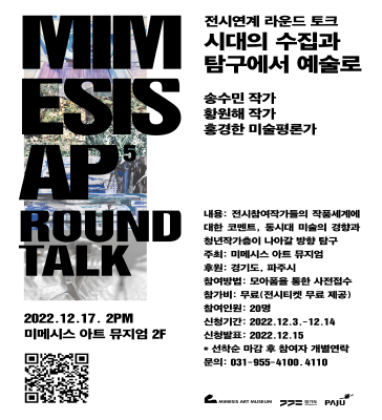 MIMESIS AP5
ROUND TALK
전시연계 라운드 토크
시대의 수집과
탐구에서 예술로
송수민 작가
황원해 작가
홍경한 미술평론가
2022.12.17. 2PM
미메시스 아트 뮤지엄 2F
내용: 전시참여작가들의 작품세계에
대한 코멘트, 동시대 미술의 경향과
청년작가층이 나아갈 방향 탐구
주최: 미메시스 아트 뮤지엄
후원: 경기도, 파주시
참여방법: 모아폼을 통한 사전접수
참가비: 무료(전시티켓 무료 제공)
참여인원: 20명
신청기간: 2022.12.3.-12.14
신청발표: 2022.12.15
* 선착순 마감 후 참여자 개별연락
문의: 031-955-4100.4110
MIMESIS ART MUSEUM
경기도
PAJU